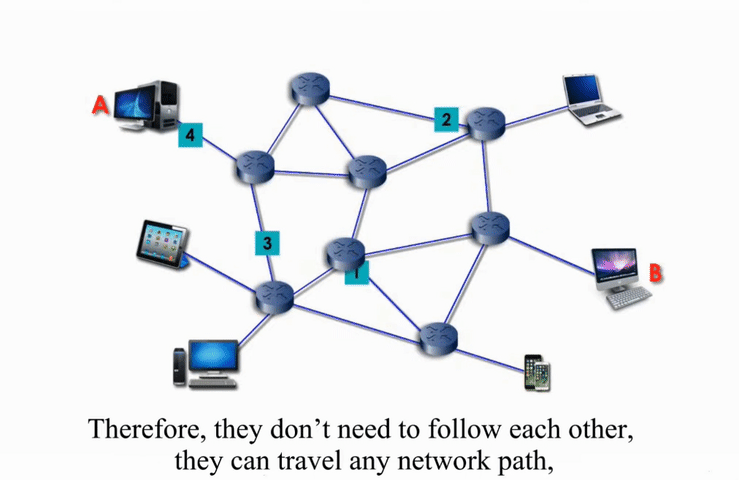 A
4
2
3
1
B
Therefore, they don't need to follow each other,
they can travel any network path,